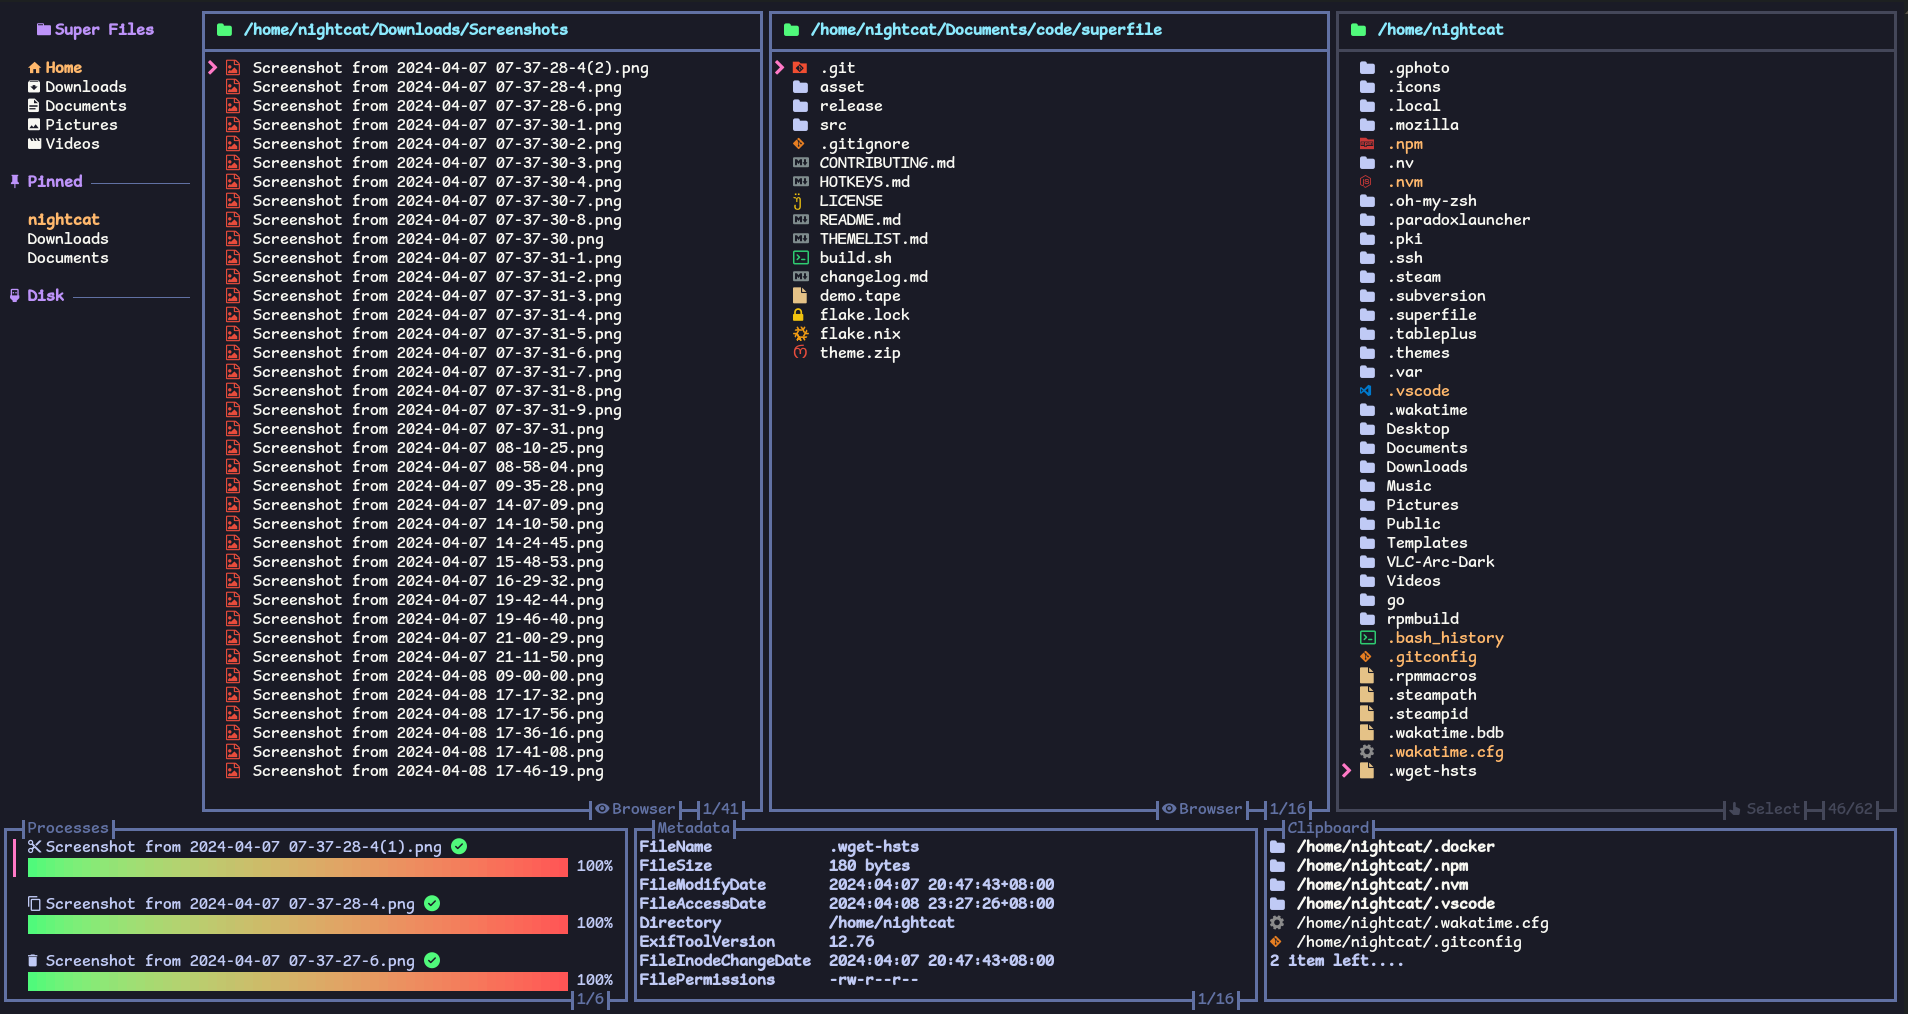 Super Files
Home
Downloads
Documents
Pictures
Videos
Pinned
nightcat
Downloads
Documents
Disk
/home/nightcat/Downloads/Screenshots
Screenshot from 2024-04-07 07-37-28-4(2).png
Screenshot from 2024-04-07 07-37-28-4.png
Screenshot from 2024-04-07 07-37-28-6.png
Screenshot from 2024-04-07 07-37-30-1.png
Screenshot from 2024-04-07 07-37-30-2.png
Screenshot from 2024-04-07 07-37-30-3.png
Screenshot from 2024-04-07 07-37-30-4.png
Screenshot from 2024-04-07 07-37-30-7.png
Screenshot from 2024-04-07 07-37-30-8.png
Screenshot from 2024-04-07 07-37-30.png
Screenshot from 2024-04-07 07-37-31-1.png
Screenshot from 2024-04-07 07-37-31-2.png
Screenshot from 2024-04-07 07-37-31-3.png
Screenshot from 2024-04-07 07-37-31-4.png
Screenshot from 2024-04-07 07-37-31-5.png
Screenshot from 2024-04-07 07-37-31-6.png
Screenshot from 2024-04-07 07-37-31-7.png
Screenshot from 2024-04-07 07-37-31-8.png
Screenshot from 2024-04-07 07-37-31-9.png
Screenshot from 2024-04-07 07-37-31.png
Screenshot from 2024-04-07 08-10-25.png
Screenshot from 2024-04-07 08-58-04.png
Screenshot from 2024-04-07 09-35-28.png
Screenshot from 2024-04-07 14-07-09.png
Screenshot from 2024-04-07 14-10-50.png
Screenshot from 2024-04-07 14-24-45.png
Screenshot from 2024-04-07 15-48-53.png
Screenshot from 2024-04-07 16-29-32.png
Screenshot from 2024-04-07 19-42-44.png
Screenshot from 2024-04-07 19-46-40.png
Screenshot from 2024-04-07 21-00-29.png
Screenshot from 2024-04-07 21-11-50.png
Screenshot from 2024-04-08 09-00-00.png
Screenshot from 2024-04-08 17-17-32.png
Screenshot from 2024-04-08 17-17-56.png
Screenshot from 2024-04-08 17-36-16.png
Screenshot from 2024-04-08 17-41-08.png
Screenshot from 2024-04-08 17-46-19.png
Browser 1/41
/home/nightcat/Documents/code/superfile
.git
asset
release
src
.gitignore
CONTRIBUTING.md
HOTKEYS.md
LICENSE
README.md
THEMELIST.md
build.sh
changelog.md
demo.tape
flake.lock
flake.nix
theme.zip
Browser 1/16
/home/nightcat
.gphoto
.icons
.local
.mozilla
.npm
.nv
.nvm
.oh-my-zsh
.paradoxlauncher
.pki
.ssh
.steam
.subversion
.superfile
.tableplus
.themes
.var
.vscode
.wakatime
Desktop
Documents
Downloads
Music
Pictures
Public
Templates
VLC-Arc-Dark
Videos
go
rpmbuild
.bash_history
.gitconfig
.rpmmacros
.steampath
.steampid
.wakatime.bdb
.wakatime.cfg
.wget-hsts
Select 46/62
Processes
Screenshot from 2024-04-07 07-37-28-4(1).png
100%
Screenshot from 2024-04-07 07-37-28-4.png
100%
Screenshot from 2024-04-07 07-37-27-6.png
100%
1/6
Metadata
FileName .wget-hsts
FileSize 180 bytes
FileModifyDate 2024:04:07 20:47:43+08:00
FileAccessDate 2024:04:08 23:27:26+08:00
Directory /home/nightcat
ExifToolVersion 12.76
FileInodeChangeDate 2024:04:07 20:47:43+08:00
FilePermissions -rw-r--r--
1/16
Clipboard
/home/nightcat/.docker
/home/nightcat/.npm
/home/nightcat/.nvm
/home/nightcat/.vscode
/home/nightcat/.wakatime.cfg
/home/nightcat/.gitconfig
2 item left....